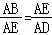 AB/AE = AE/AD